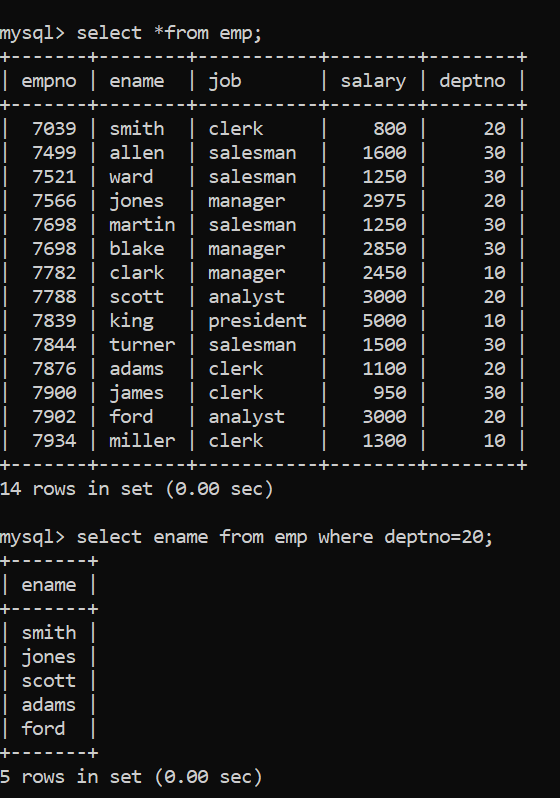 mysql> select *from emp;
+-------+--------+-----------+--------+--------+
| empno | ename  | job       | salary | deptno |
+-------+--------+-----------+--------+--------+
|  7039 | smith  | clerk     |    800 |     20 |
|  7499 | allen  | salesman  |   1600 |     30 |
|  7521 | ward   | salesman  |   1250 |     30 |
|  7566 | jones  | manager   |   2975 |     20 |
|  7698 | martin | salesman  |   1250 |     30 |
|  7698 | blake  | manager   |   2850 |     30 |
|  7782 | clark  | manager   |   2450 |     10 |
|  7788 | scott  | analyst   |   3000 |     20 |
|  7839 | king   | president |   5000 |     10 |
|  7844 | turner | salesman  |   1500 |     30 |
|  7876 | adams  | clerk     |   1100 |     20 |
|  7900 | james  | clerk     |    950 |     30 |
|  7902 | ford   | analyst   |   3000 |     20 |
|  7934 | miller | clerk     |   1300 |     10 |
+-------+--------+-----------+--------+--------+
14 rows in set (0.00 sec)
mysql> select ename from emp where deptno=20;
+-------+
| ename |
+-------+
| smith |
| jones |
| scott |
| adams |
| ford  |
+-------+
5 rows in set (0.00 sec)